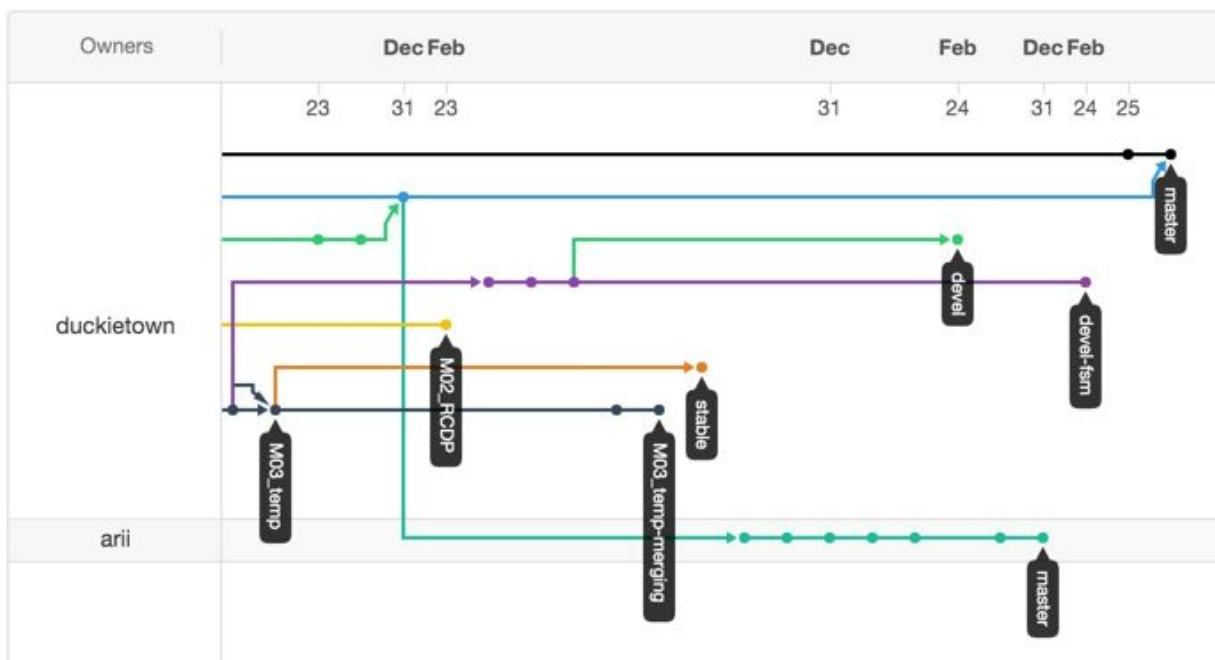 Owners
Dec Feb Dec Feb Dec Feb
23 31 23 31 24 31 24 25
master
devel
duckietown
devel-fsm
M02_RCDP
stable
M03_temp
M03_temp-merging
arii
master